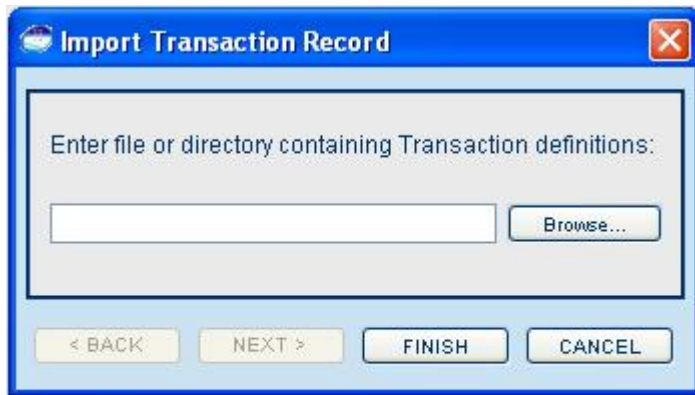 Import Transaction Record
Enter file or directory containing Transaction definitions:
Browse...
< BACK NEXT > FINISH CANCEL